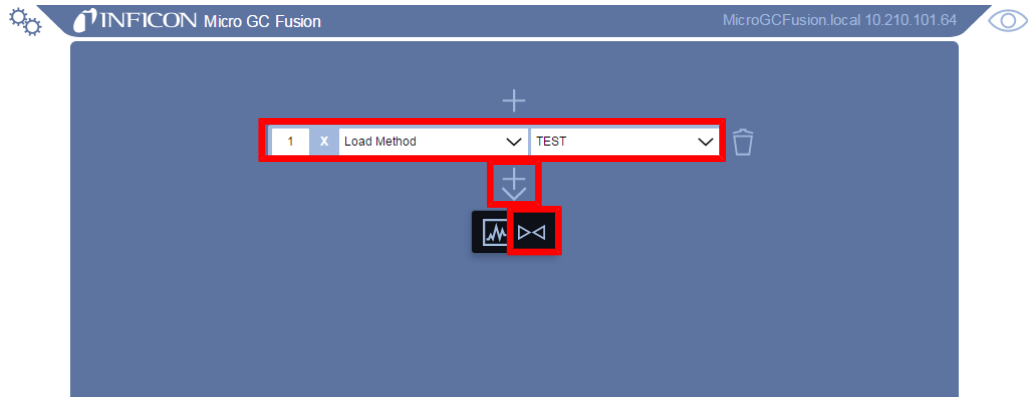 INFICON Micro GC Fusion
MicroGCFusion.local 10.210.101.64
1 X Load Method TEST